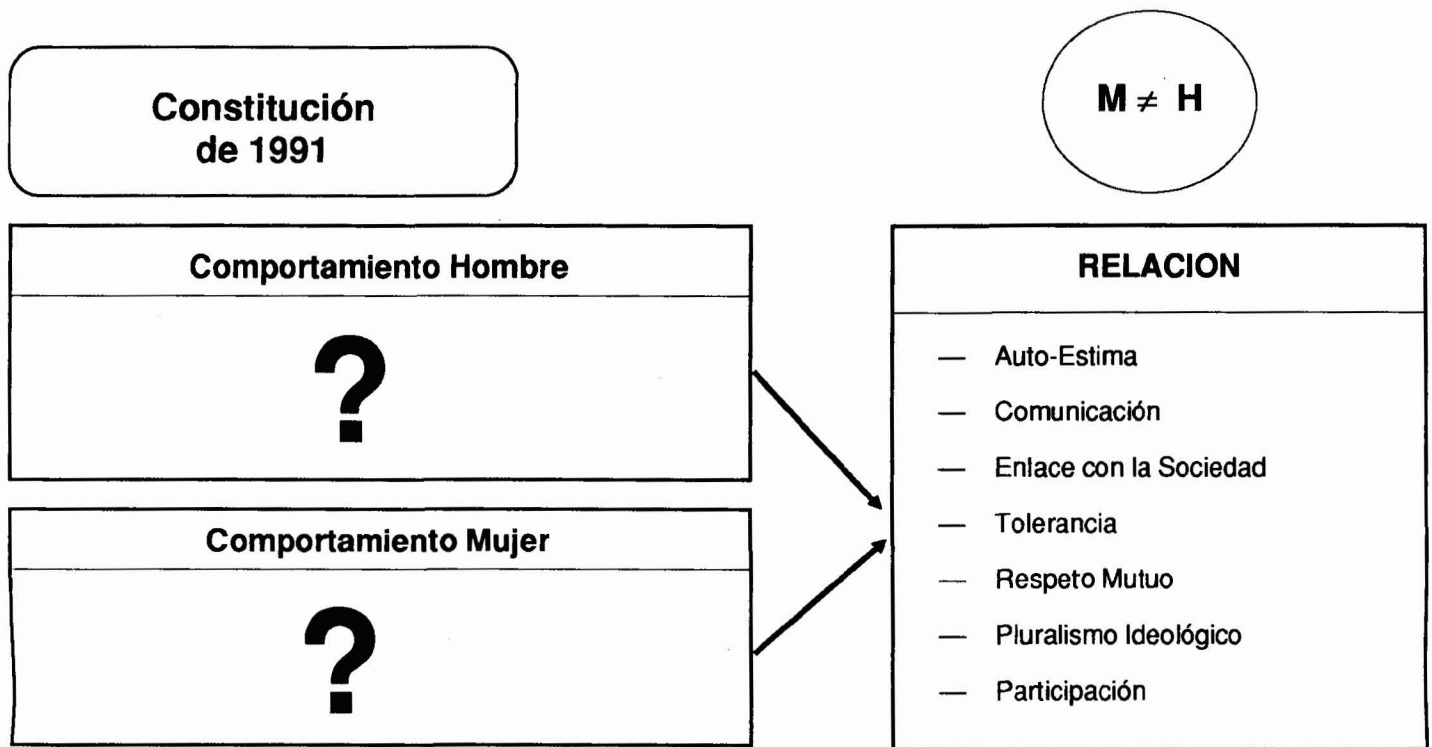 Constitución
de 1991
M ≠ H
Comportamiento Hombre
?
Comportamiento Mujer
?
RELACION
— Auto-Estima
— Comunicación
— Enlace con la Sociedad
— Tolerancia
— Respeto Mutuo
— Pluralismo Ideológico
— Participación